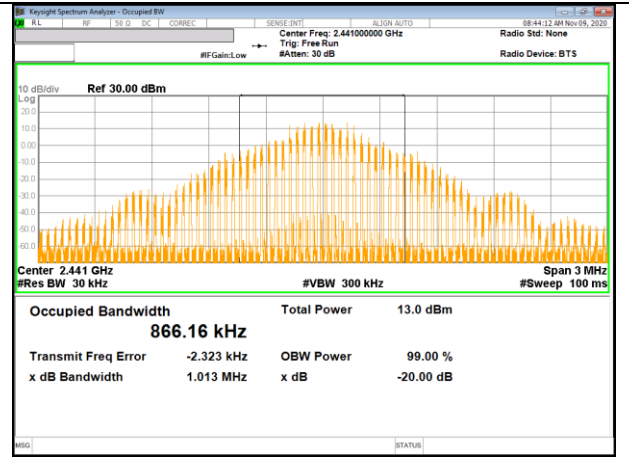 Keysight Spectrum Analyzer - Occupied BW
RL RF 50 Ω DC CORREC SENSE:INT ALIGN AUTO 08:44:12 AM Nov 09, 2020
Center Freq: 2.441000000 GHz Radio Std: None
Trig: Free Run
#IFGain:Low #Atten: 30 dB Radio Device: BTS
10 dB/div Ref 30.00 dBm
Log
20.0
10.0
0.00
-10.0
-20.0
-30.0
-40.0
-50.0
-60.0
Center 2.441 GHz Span 3 MHz
#Res BW 30 kHz #VBW 300 kHz #Sweep 100 ms
Occupied Bandwidth Total Power 13.0 dBm
866.16 kHz
Transmit Freq Error -2.323 kHz OBW Power 99.00 %
x dB Bandwidth 1.013 MHz x dB -20.00 dB
MSG STATUS